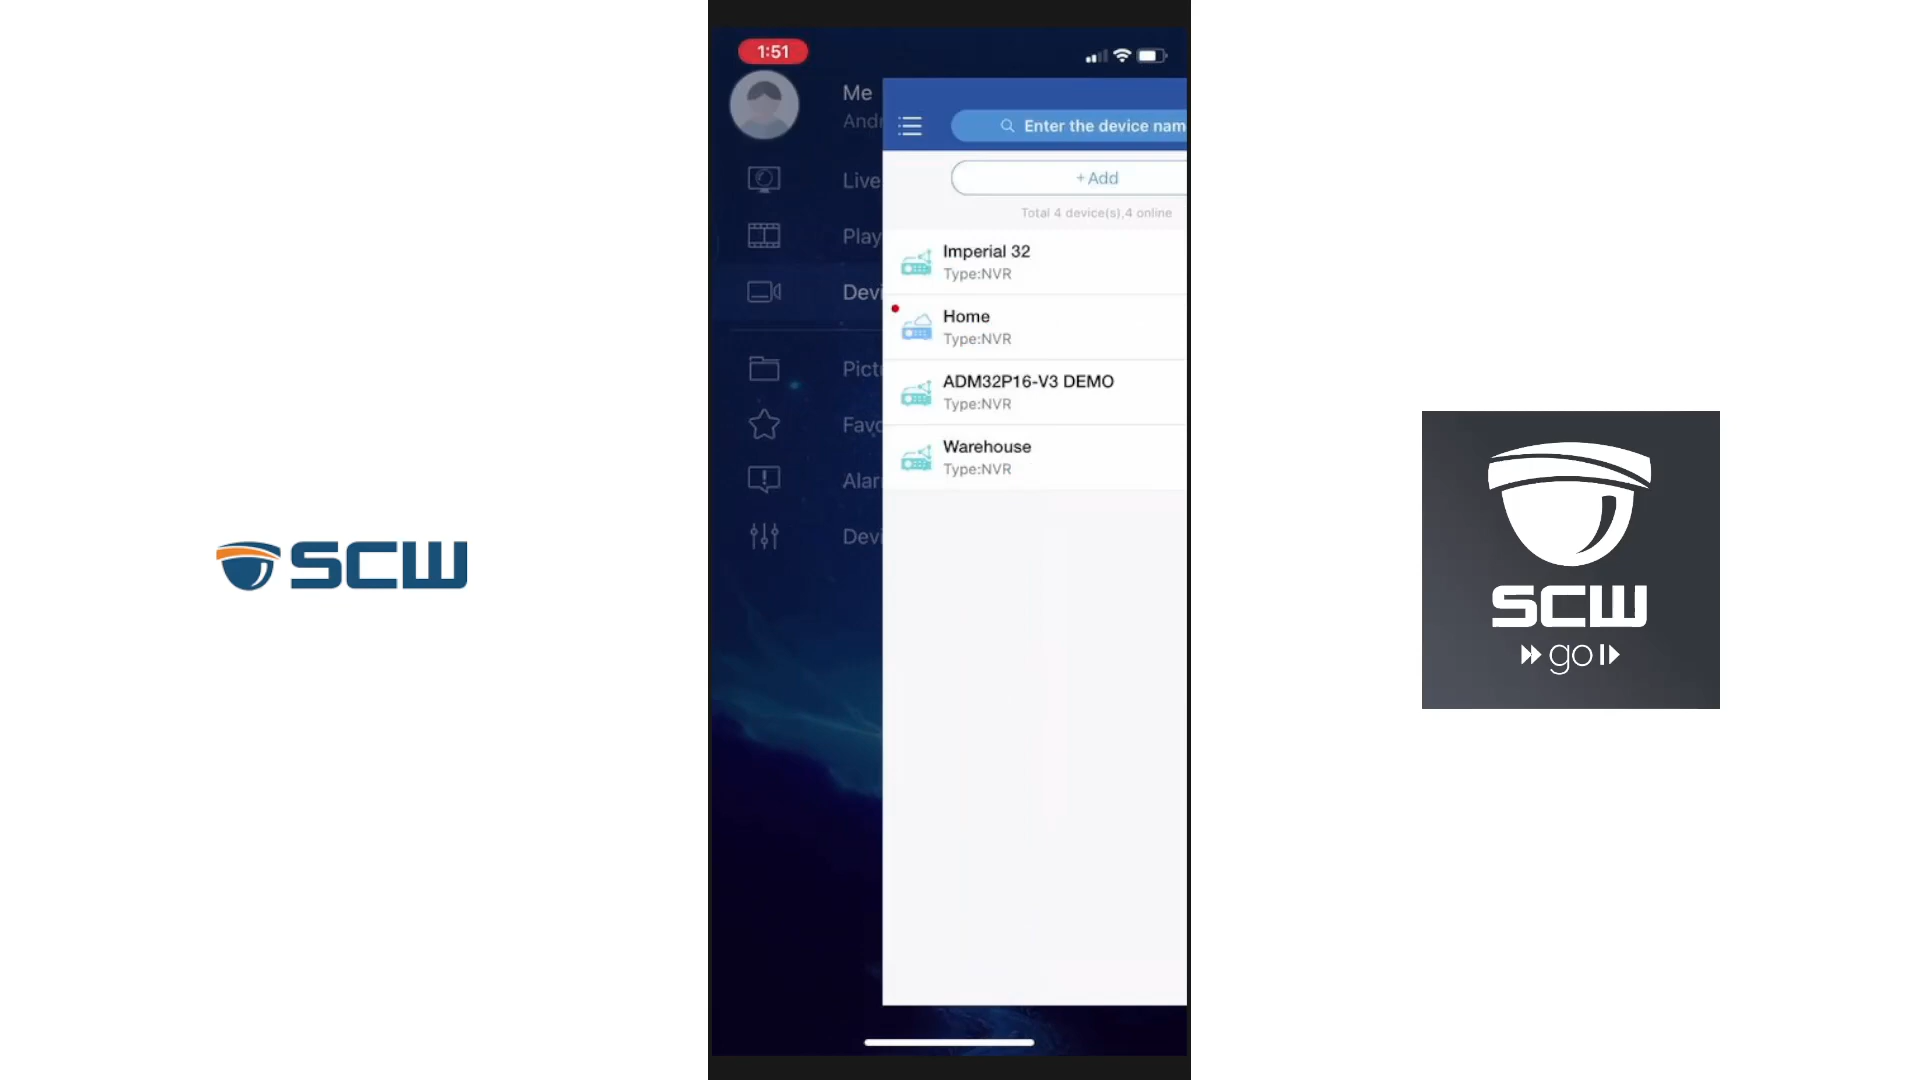 1:51
Me
Andr
Live
Play
Devi
Pict
Favo
Alar
Devi
Enter the device nam
+ Add
Total 4 device(s),4 online
Imperial 32
Type:NVR
Home
Type:NVR
ADM32P16-V3 DEMO
Type:NVR
Warehouse
Type:NVR
SCW
SCW
go